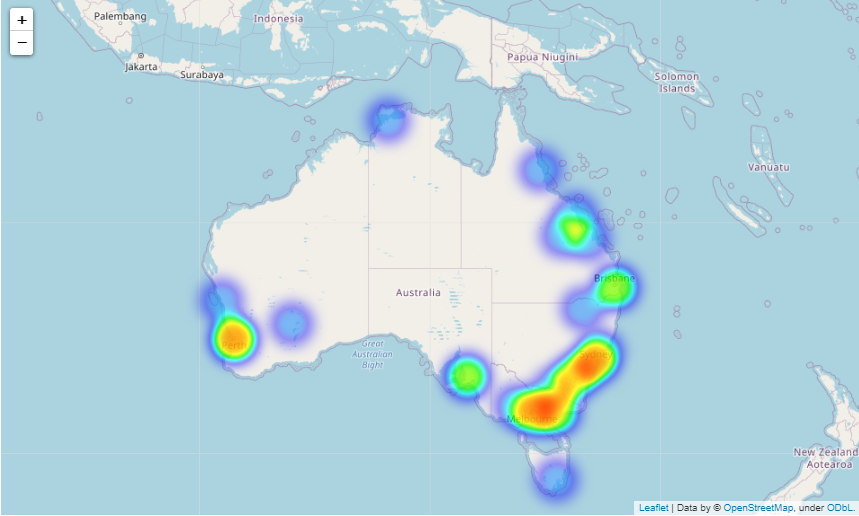 +
−
Palembang
Indonesia
Jakarta
Surabaya
Papua Niugini
Solomon
Islands
Vanuatu
Brisbane
Australia
Perth
Great
Australian
Bight
Sydney
Melbourne
New Zealand
Aotearoa
Leaflet | Data by © OpenStreetMap, under ODbL.